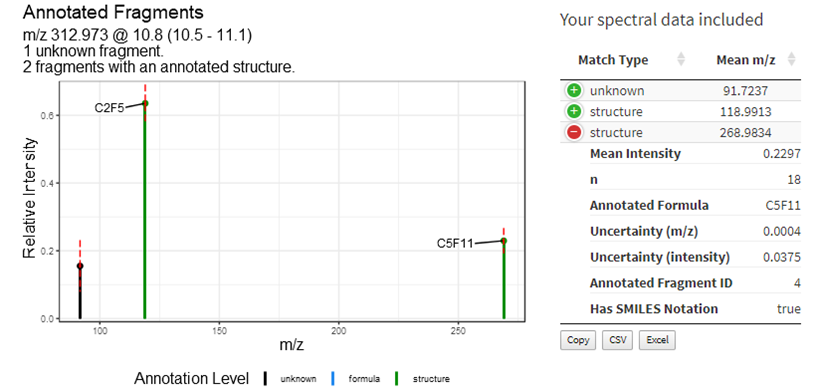 Annotated Fragments
m/z 312.973 @ 10.8 (10.5 - 11.1)
1 unknown fragment.
2 fragments with an annotated structure.
C2F5
C5F11
Relative Intensity
0.6
0.4
0.2
0.0
100 150 200 250
m/z
Annotation Level unknown formula structure
Your spectral data included
Match Type Mean m/z
unknown 91.7237
structure 118.9913
structure 268.9834
Mean Intensity 0.2297
n 18
Annotated Formula C5F11
Uncertainty (m/z) 0.0004
Uncertainty (intensity) 0.0375
Annotated Fragment ID 4
Has SMILES Notation true
Copy CSV Excel